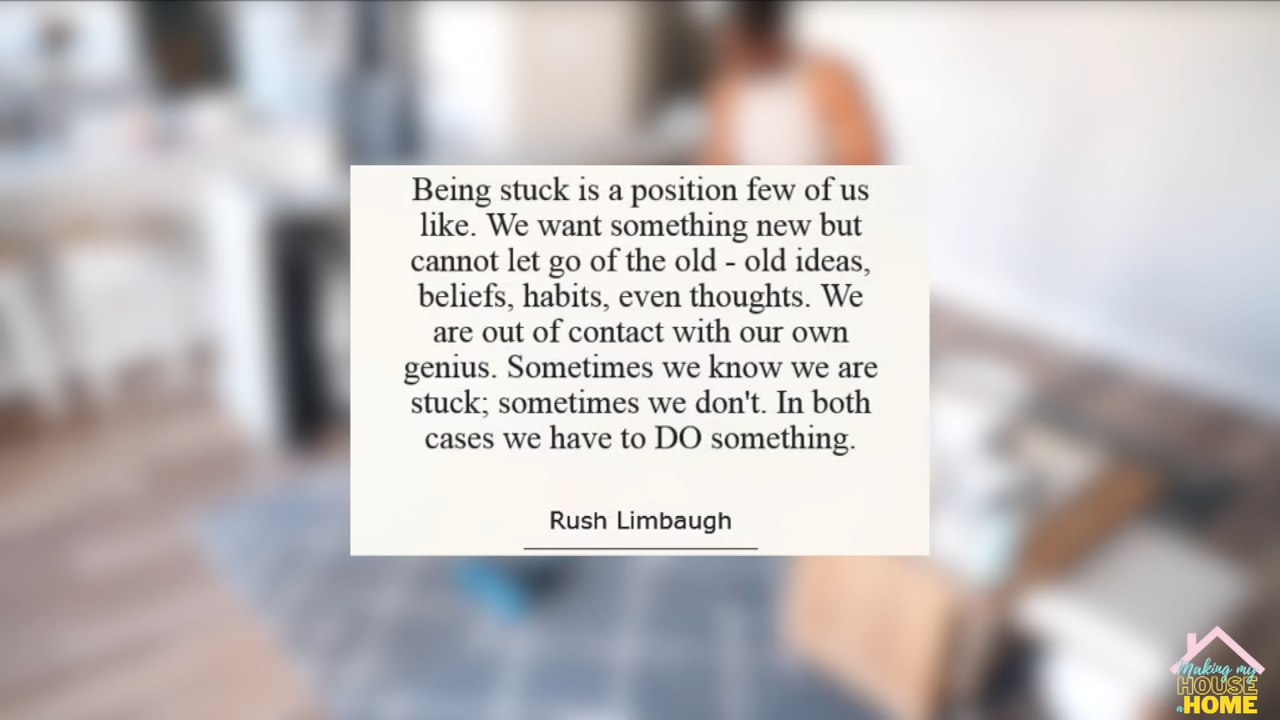 Being stuck is a position few of us
like. We want something new but
cannot let go of the old - old ideas,
beliefs, habits, even thoughts. We
are out of contact with our own
genius. Sometimes we know we are
stuck; sometimes we don't. In both
cases we have to DO something.
Rush Limbaugh
Making my
HOUSE
a HOME